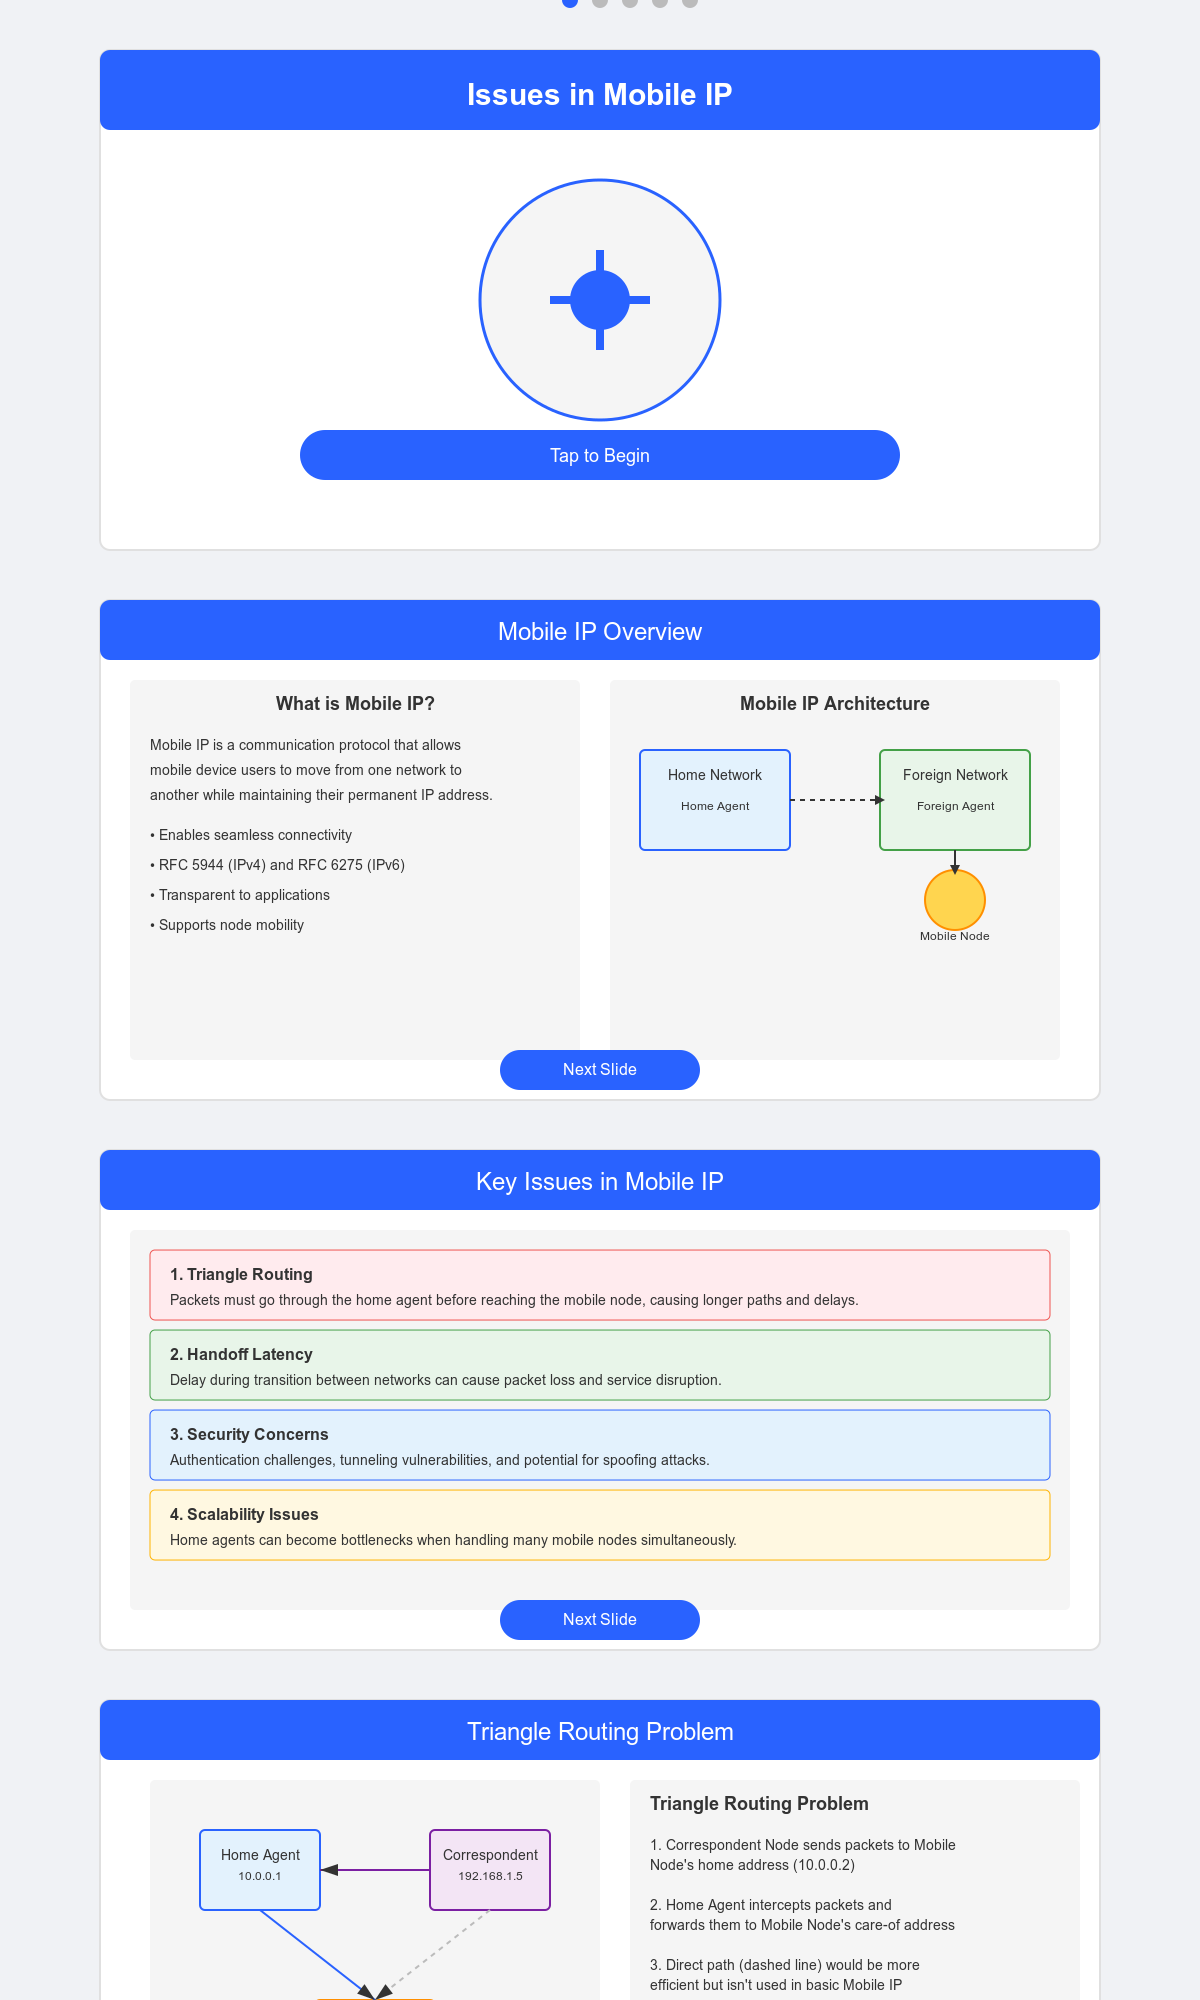 Issues in Mobile IP
Tap to Begin
Mobile IP Overview
What is Mobile IP?
Mobile IP is a communication protocol that allows
mobile device users to move from one network to
another while maintaining their permanent IP address.
• Enables seamless connectivity
• RFC 5944 (IPv4) and RFC 6275 (IPv6)
• Transparent to applications
• Supports node mobility
Mobile IP Architecture
Home Network
Home Agent
Foreign Network
Foreign Agent
Mobile Node
Next Slide
Key Issues in Mobile IP
1. Triangle Routing
Packets must go through the home agent before reaching the mobile node, causing longer paths and delays.
2. Handoff Latency
Delay during transition between networks can cause packet loss and service disruption.
3. Security Concerns
Authentication challenges, tunneling vulnerabilities, and potential for spoofing attacks.
4. Scalability Issues
Home agents can become bottlenecks when handling many mobile nodes simultaneously.
Next Slide
Triangle Routing Problem
Home Agent
10.0.0.1
Correspondent
192.168.1.5
Triangle Routing Problem
1. Correspondent Node sends packets to Mobile
Node's home address (10.0.0.2)
2. Home Agent intercepts packets and
forwards them to Mobile Node's care-of address
3. Direct path (dashed line) would be more
efficient but isn't used in basic Mobile IP